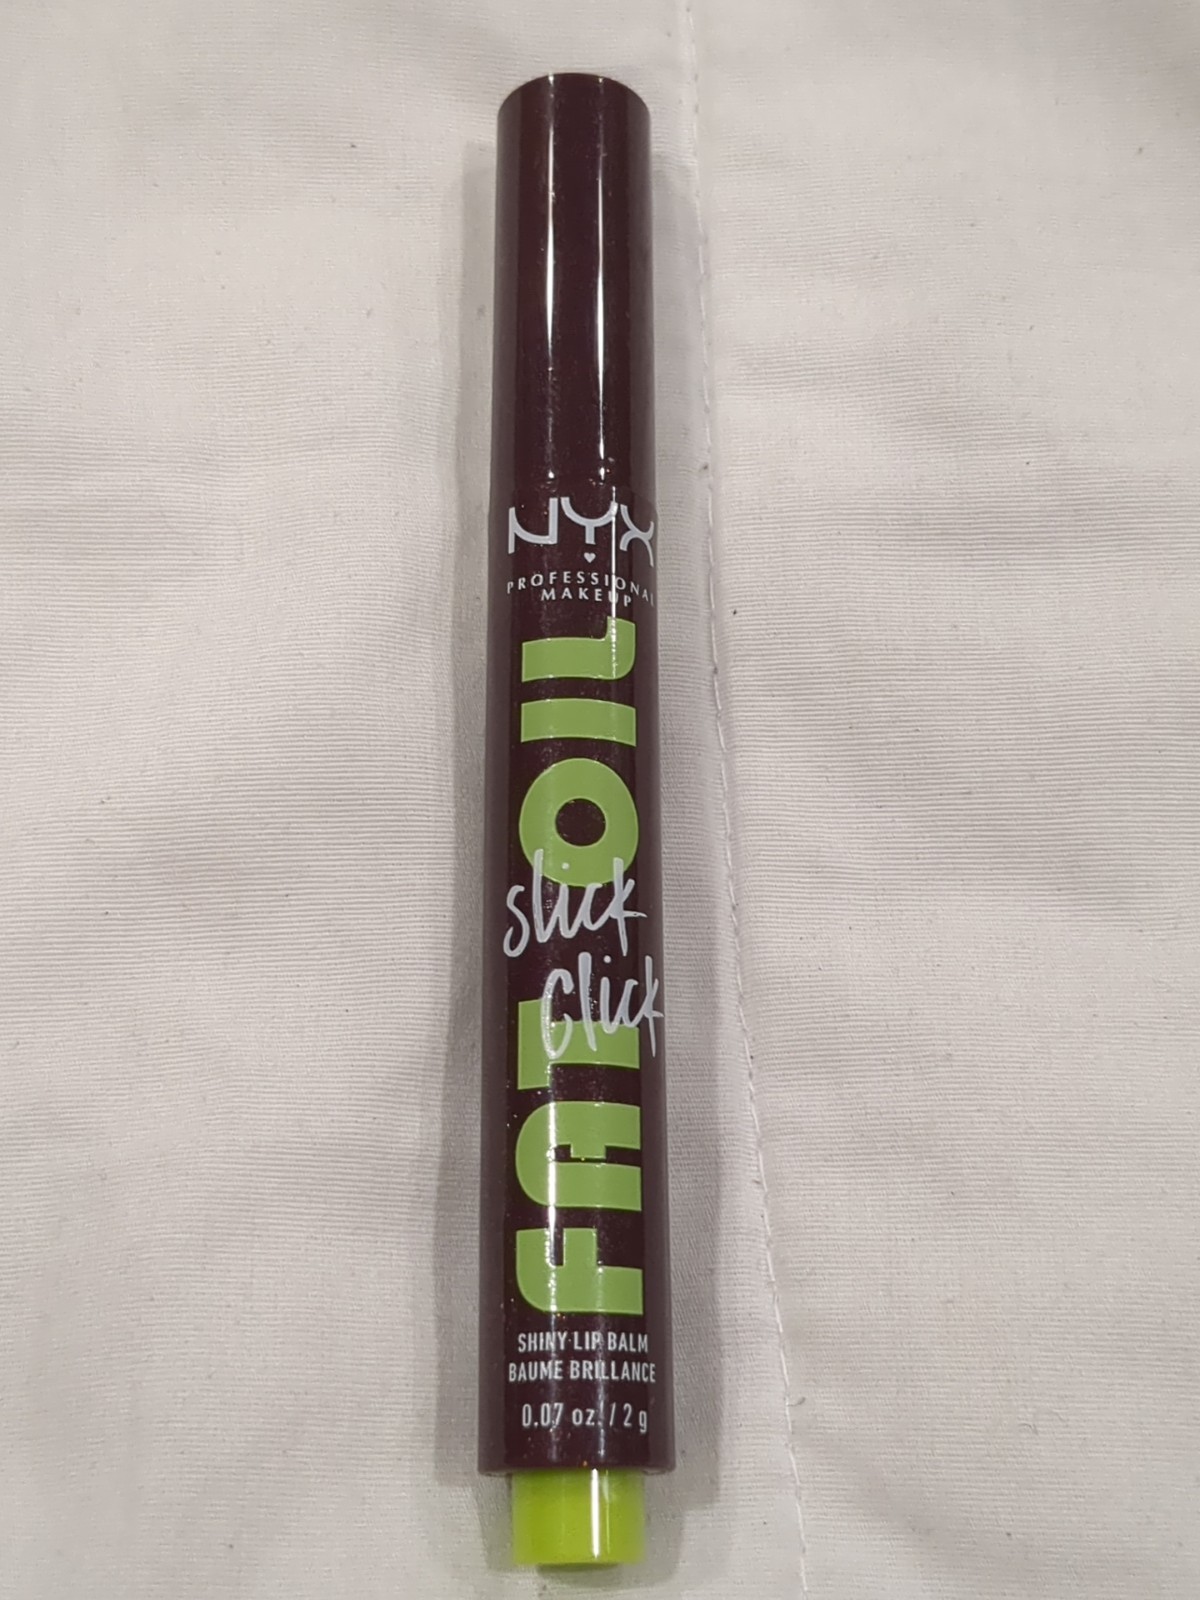 NYX
PROFESSIONAL
MAKEUP
FAT OIL
slick
click
SHINY LIP BALM
BAUME BRILLANCE
0.07 oz. / 2 g